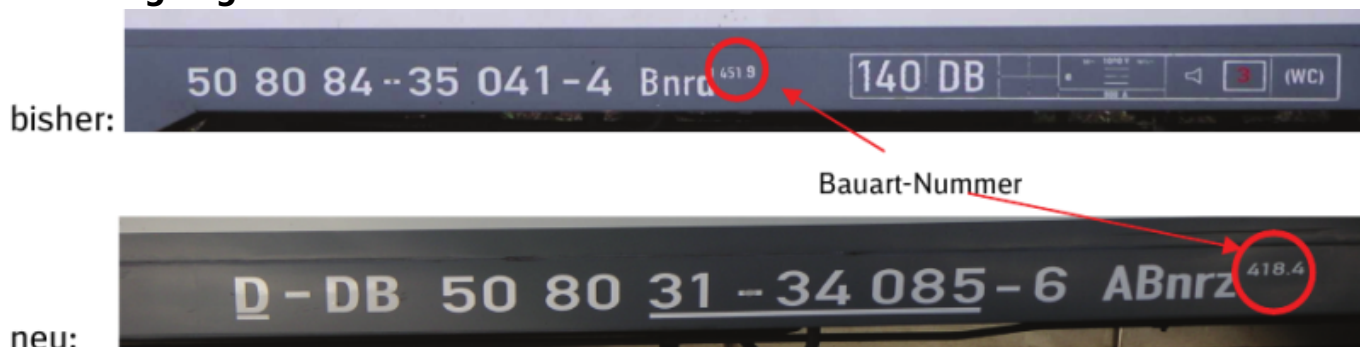 50 80 84-35 041-4 Bnrd 451.9 140 DB 3 (WC)
bisher:
Bauart-Nummer
D-DB 50 80 31-34 085-6 ABnrz 418.4
neu: